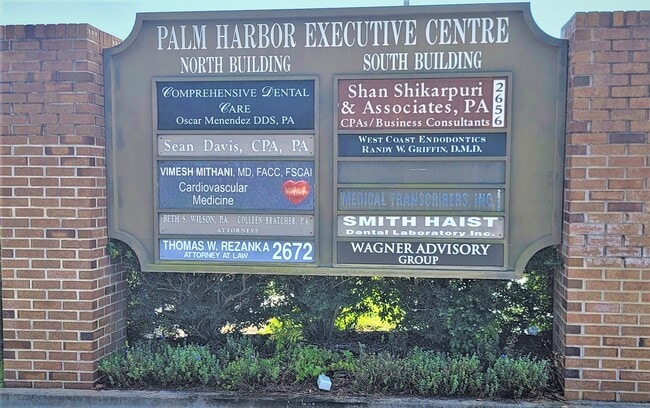 PALM HARBOR EXECUTIVE CENTRE
NORTH BUILDING
COMPREHENSIVE DENTAL
CARE
OSCAR MENENDEZ DDS, PA
Sean Davis, CPA, PA
VIMESH MITHANI, MD, FACC, FSCAI
Cardiovascular
Medicine
BETH S. WILSON, P.A. COLLEEN BRATCHER, P.A.
ATTORNEYS
THOMAS W. REZANKA 2672
ATTORNEY AT LAW
SOUTH BUILDING
Shan Shikarpuri
& Associates, PA
CPAs/Business Consultants
2656
WEST COAST ENDODONTICS
RANDY W. GRIFFIN, D.M.D.
MEDICAL TRANSCRIBERS, INC.
SMITH HAIST
Dental Laboratory Inc.
WAGNER ADVISORY
GROUP